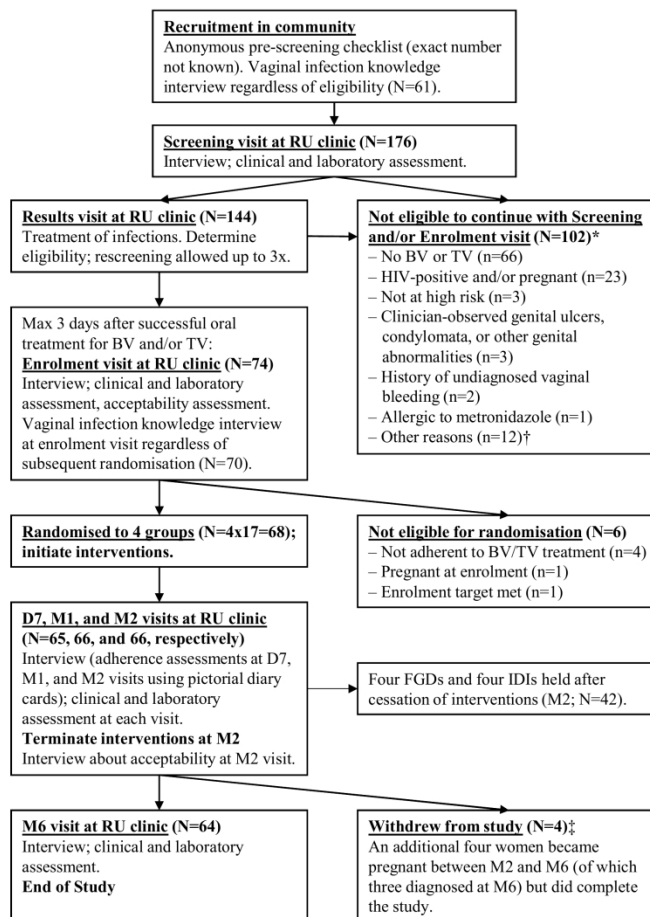 Recruitment in community
Anonymous pre-screening checklist (exact number
not known). Vaginal infection knowledge
interview regardless of eligibility (N=61).
Screening visit at RU clinic (N=176)
Interview; clinical and laboratory assessment.
Results visit at RU clinic (N=144)
Treatment of infections. Determine
eligibility; rescreening allowed up to 3x.
Not eligible to continue with Screening
and/or Enrolment visit (N=102)*
– No BV or TV (n=66)
– HIV-positive and/or pregnant (n=23)
– Not at high risk (n=3)
– Clinician-observed genital ulcers,
condylomata, or other genital
abnormalities (n=3)
– History of undiagnosed vaginal
bleeding (n=2)
– Allergic to metronidazole (n=1)
– Other reasons (n=12)†
Max 3 days after successful oral
treatment for BV and/or TV:
Enrolment visit at RU clinic (N=74)
Interview; clinical and laboratory
assessment, acceptability assessment.
Vaginal infection knowledge interview
at enrolment visit regardless of
subsequent randomisation (N=70).
Randomised to 4 groups (N=4x17=68);
initiate interventions.
Not eligible for randomisation (N=6)
– Not adherent to BV/TV treatment (n=4)
– Pregnant at enrolment (n=1)
– Enrolment target met (n=1)
D7, M1, and M2 visits at RU clinic
(N=65, 66, and 66, respectively)
Interview (adherence assessments at D7,
M1, and M2 visits using pictorial diary
cards); clinical and laboratory
assessment at each visit.
Terminate interventions at M2
Interview about acceptability at M2 visit.
Four FGDs and four IDIs held after
cessation of interventions (M2; N=42).
M6 visit at RU clinic (N=64)
Interview; clinical and laboratory
assessment.
End of Study
Withdrew from study (N=4)‡
An additional four women became
pregnant between M2 and M6 (of which
three diagnosed at M6) but did complete
the study.